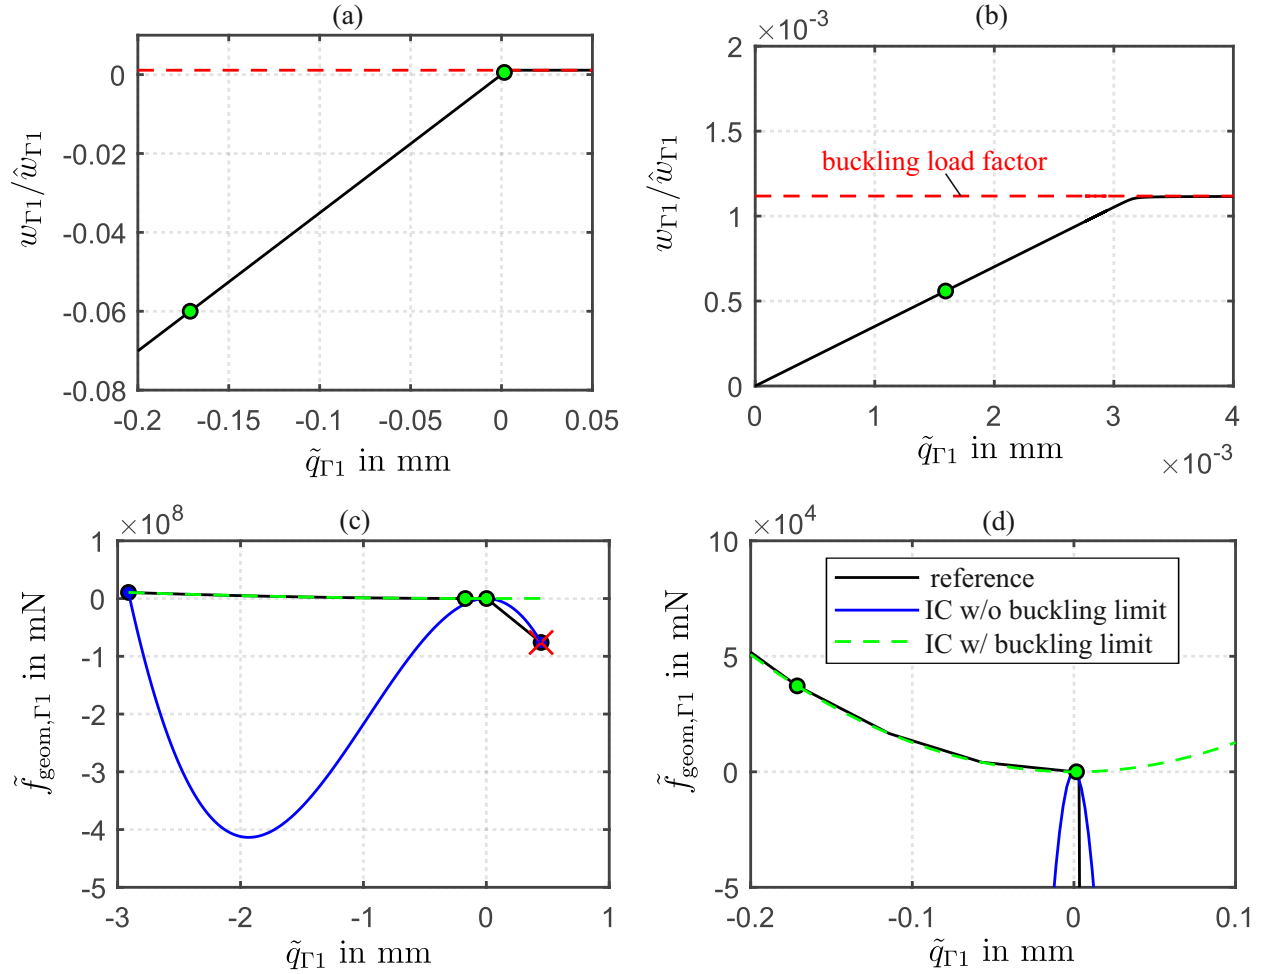 (a)
0
-0.02
-0.04
-0.06
-0.08
-0.2 -0.15 -0.1 -0.05 0 0.05
w_Γ1/ŵ_Γ1
q̃_Γ1 in mm
(b)
×10⁻³
2
1.5
1
0.5
0
0 1 2 3 4
×10⁻³
buckling load factor
w_Γ1/ŵ_Γ1
q̃_Γ1 in mm
(c)
×10⁸
1
0
-1
-2
-3
-4
-5
-3 -2 -1 0 1
f̃_geom,Γ1 in mN
q̃_Γ1 in mm
(d)
×10⁴
10
5
0
-5
-0.2 -0.1 0 0.1
reference
IC w/o buckling limit
IC w/ buckling limit
f̃_geom,Γ1 in mN
q̃_Γ1 in mm